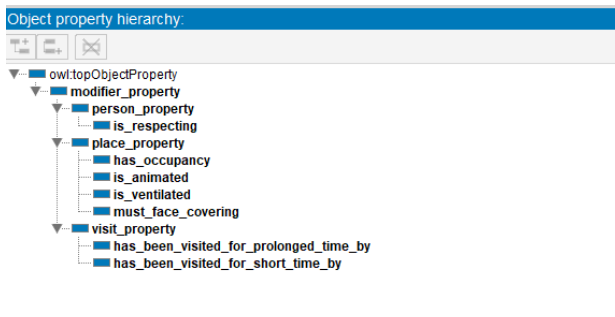 Object property hierarchy:
owl:topObjectProperty
modifier_property
person_property
is_respecting
place_property
has_occupancy
is_animated
is_ventilated
must_face_covering
visit_property
has_been_visited_for_prolonged_time_by
has_been_visited_for_short_time_by